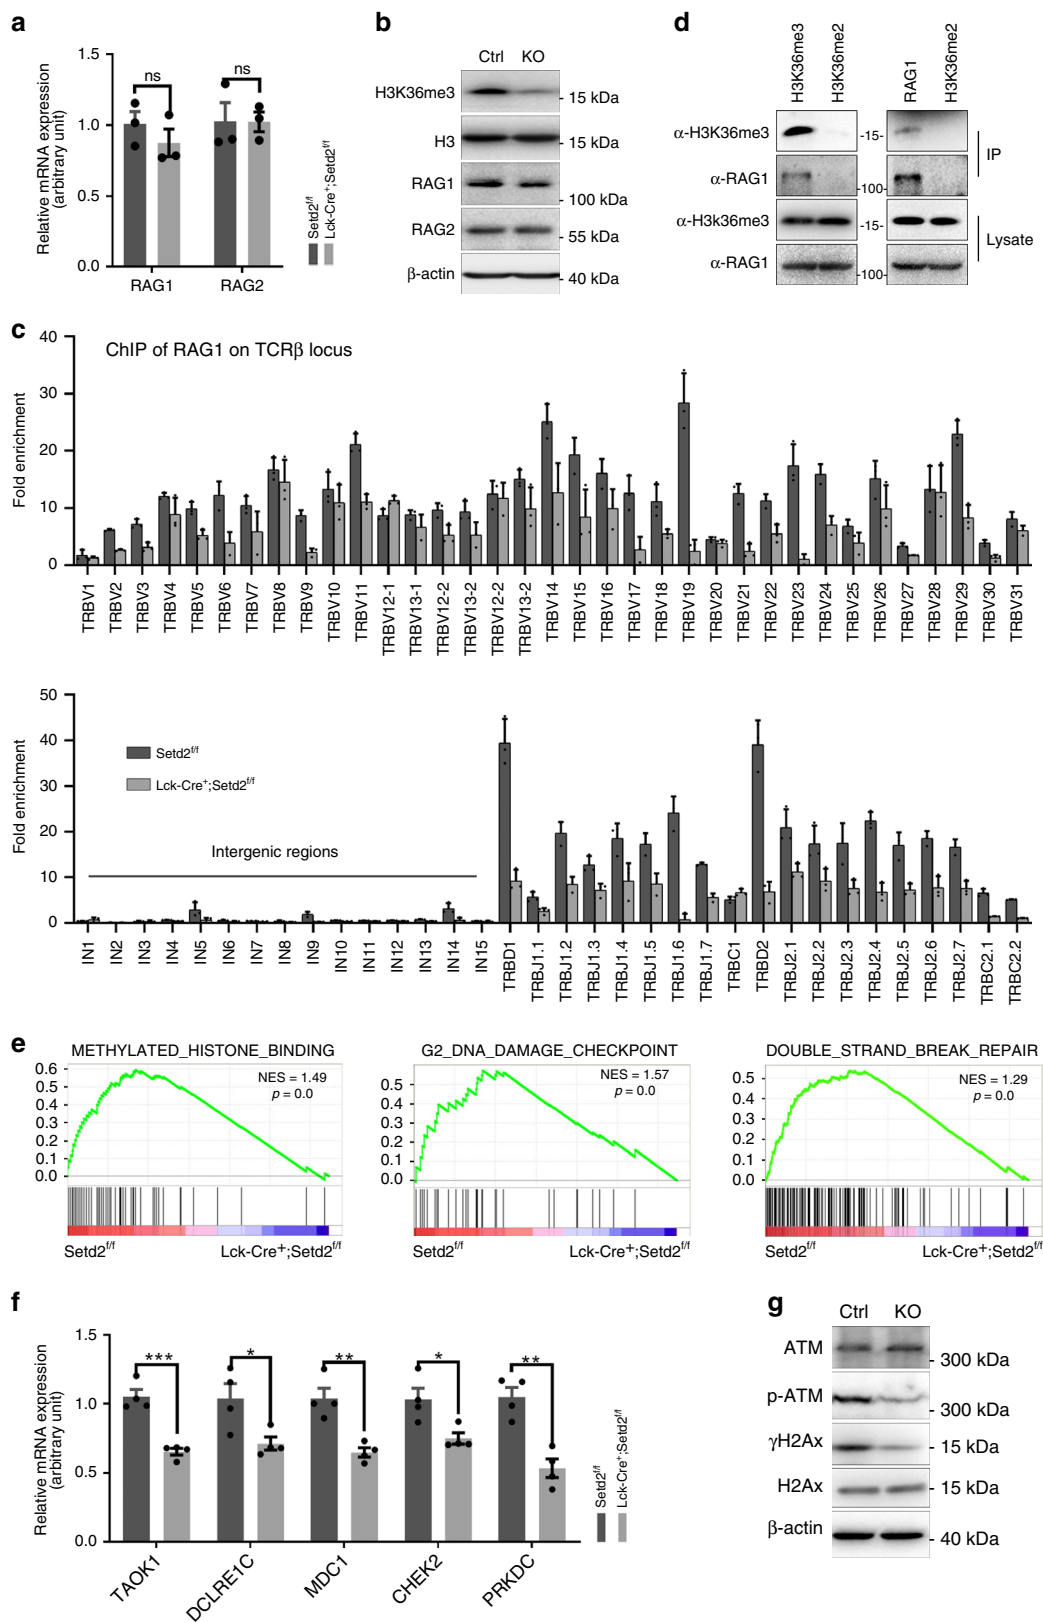 a
Relative mRNA expression
(arbitrary unit)
1.5
1.0
0.5
0.0
ns
ns
RAG1
RAG2
Setd2f/f
Lck-Cre+;Setd2f/f
b
Ctrl
KO
H3K36me3
- 15 kDa
H3
- 15 kDa
RAG1
- 100 kDa
RAG2
- 55 kDa
β-actin
- 40 kDa
d
H3K36me3
H3K36me2
RAG1
H3K36me2
α-H3K36me3
-15-
α-RAG1
100-
IP
α-H3k36me3
-15-
α-RAG1
-100-
Lysate
c
ChIP of RAG1 on TCRβ locus
Fold enrichment
40
30
20
10
0
TRBV1
TRBV2
TRBV3
TRBV4
TRBV5
TRBV6
TRBV7
TRBV8
TRBV9
TRBV10
TRBV11
TRBV12-1
TRBV13-1
TRBV12-2
TRBV13-2
TRBV12-2
TRBV13-2
TRBV14
TRBV15
TRBV16
TRBV17
TRBV18
TRBV19
TRBV20
TRBV21
TRBV22
TRBV23
TRBV24
TRBV25
TRBV26
TRBV27
TRBV28
TRBV29
TRBV30
TRBV31
Fold enrichment
50
40
30
20
10
0
Setd2f/f
Lck-Cre+;Setd2f/f
Intergenic regions
IN1
IN2
IN3
IN4
IN5
IN6
IN7
IN8
IN9
IN10
IN11
IN12
IN13
IN14
IN15
TRBD1
TRBJ1.1
TRBJ1.2
TRBJ1.3
TRBJ1.4
TRBJ1.5
TRBJ1.6
TRBJ1.7
TRBC1
TRBD2
TRBJ2.1
TRBJ2.2
TRBJ2.3
TRBJ2.4
TRBJ2.5
TRBJ2.6
TRBJ2.7
TRBC2.1
TRBC2.2
e
METHYLATED_HISTONE_BINDING
0.6
0.5
0.4
0.3
0.2
0.1
0.0
NES = 1.49
p = 0.0
Setd2f/f
Lck-Cre+;Setd2f/f
G2_DNA_DAMAGE_CHECKPOINT
0.5
0.4
0.3
0.2
0.1
0.0
NES = 1.57
p = 0.0
Setd2f/f
Lck-Cre+;Setd2f/f
DOUBLE_STRAND_BREAK_REPAIR
0.5
0.4
0.3
0.2
0.1
0.0
NES = 1.29
p = 0.0
Setd2f/f
Lck-Cre+;Setd2f/f
f
Relative mRNA expression
(arbitrary unit)
1.5
1.0
0.5
0.0
***
*
**
*
**
TAOK1
DCLRE1C
MDC1
CHEK2
PRKDC
Setd2f/f
Lck-Cre+;Setd2f/f
g
Ctrl
KO
ATM
- 300 kDa
p-ATM
- 300 kDa
γH2Ax
- 15 kDa
H2Ax
- 15 kDa
β-actin
- 40 kDa